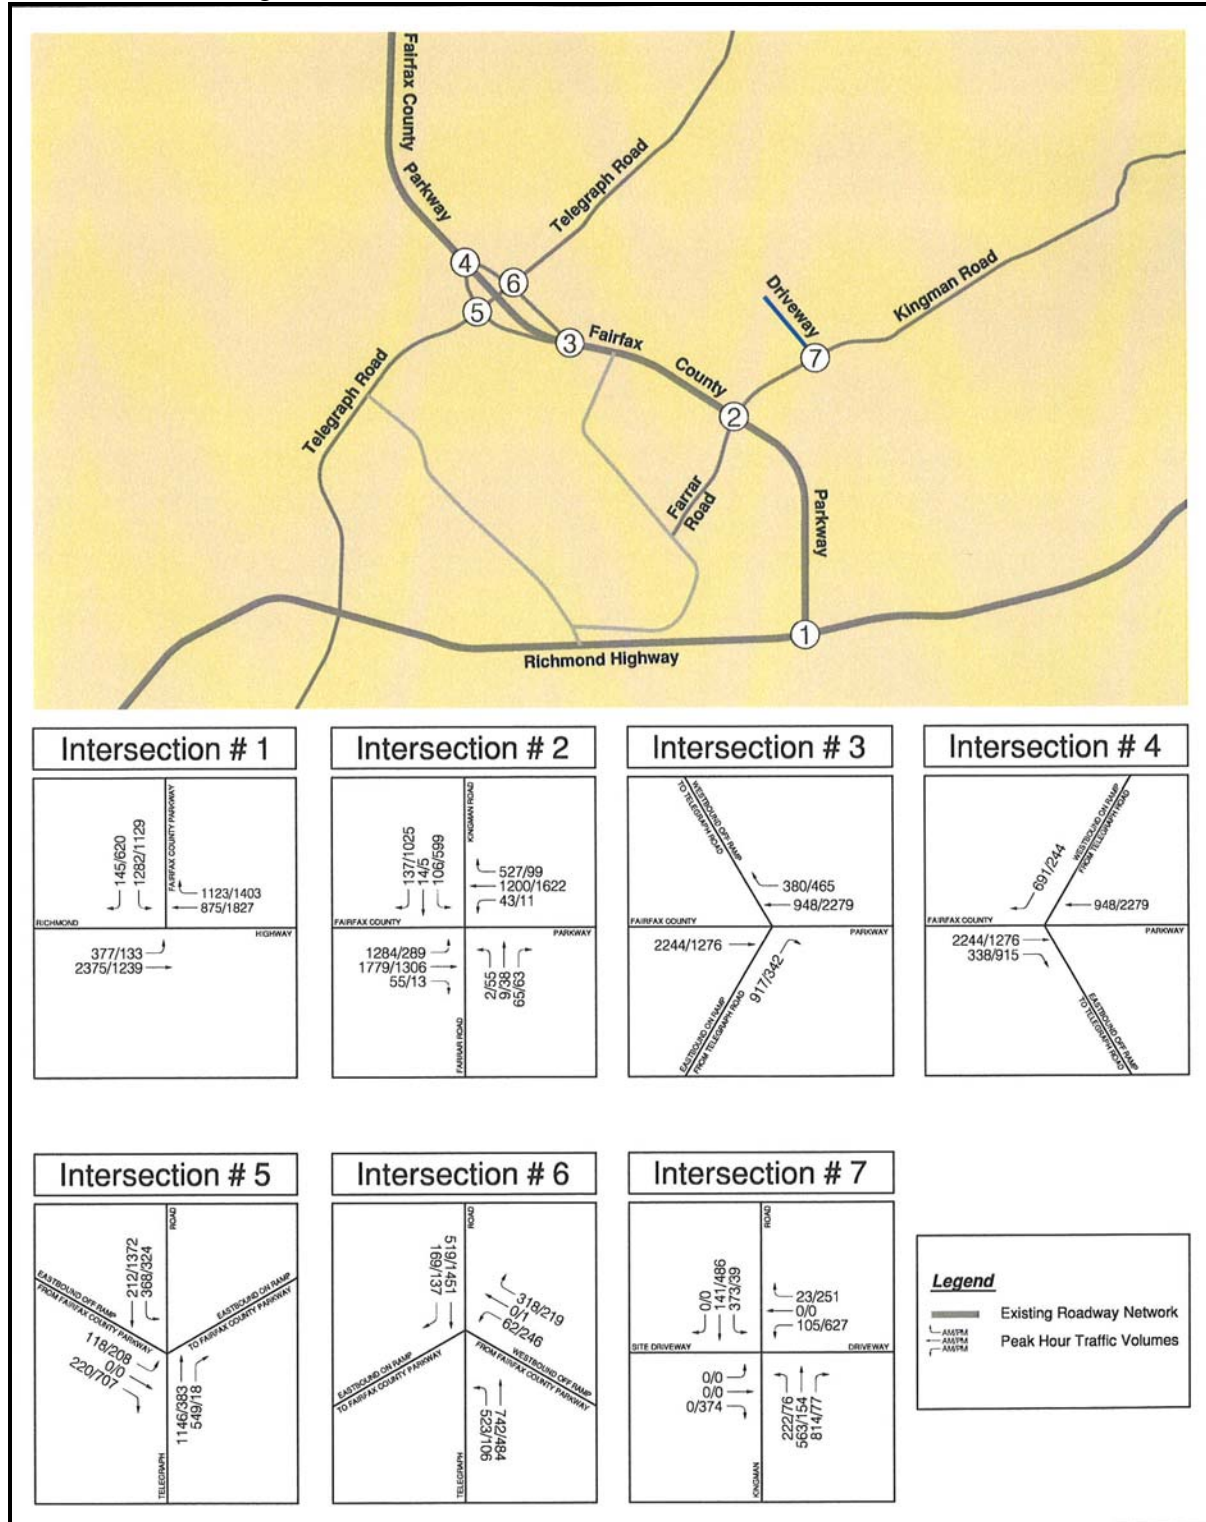 Fairfax County
Parkway
Telegraph Road
4
6
5
3
Fairfax
County
2
Parkway
Driveway
7
Kingman Road
Telegraph Road
Farrar
Road
1
Richmond Highway
Intersection # 1
145/620
1282/1129
FAIRFAX COUNTY PARKWAY
1123/1403
875/1827
RICHMOND
HIGHWAY
377/133
2375/1239
Intersection # 2
137/1025
14/5
106/599
KINGMAN ROAD
527/99
1200/1622
43/11
FAIRFAX COUNTY
PARKWAY
1284/289
1779/1306
55/13
2/55
9/38
65/63
FARRAR ROAD
Intersection # 3
WESTBOUND OFF RAMP
TO TELEGRAPH ROAD
380/465
948/2279
FAIRFAX COUNTY
PARKWAY
2244/1276
917/342
EASTBOUND ON RAMP
FROM TELEGRAPH ROAD
Intersection # 4
691/244
WESTBOUND ON RAMP
FROM TELEGRAPH ROAD
948/2279
FAIRFAX COUNTY
PARKWAY
2244/1276
338/915
EASTBOUND OFF RAMP
TO TELEGRAPH ROAD
Intersection # 5
212/1372
368/324
ROAD
EASTBOUND OFF RAMP
FROM FAIRFAX COUNTY PARKWAY
EASTBOUND ON RAMP
TO FAIRFAX COUNTY PARKWAY
118/208
0/0
220/707
1146/383
549/18
TELEGRAPH
Intersection # 6
169/137
519/1451
ROAD
318/219
0/1
62/246
EASTBOUND ON RAMP
TO FAIRFAX COUNTY PARKWAY
WESTBOUND OFF RAMP
FROM FAIRFAX COUNTY PARKWAY
523/106
742/484
TELEGRAPH
Intersection # 7
0/0
141/486
373/39
ROAD
23/251
0/0
105/627
SITE DRIVEWAY
DRIVEWAY
0/0
0/0
0/374
222/76
563/154
814/77
KINGMAN
Legend
Existing Roadway Network
AM/PM
AM/PM
AM/PM
Peak Hour Traffic Volumes